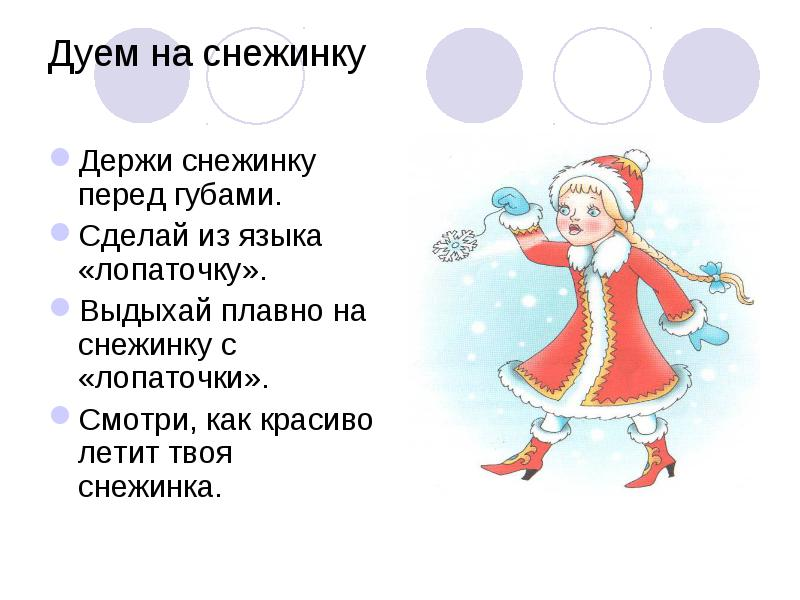 Дуем на снежинку
Держи снежинку
перед губами.
Сделай из языка
«лопаточку».
Выдыхай плавно на
снежинку с
«лопаточки».
Смотри, как красиво
летит твоя
снежинка.